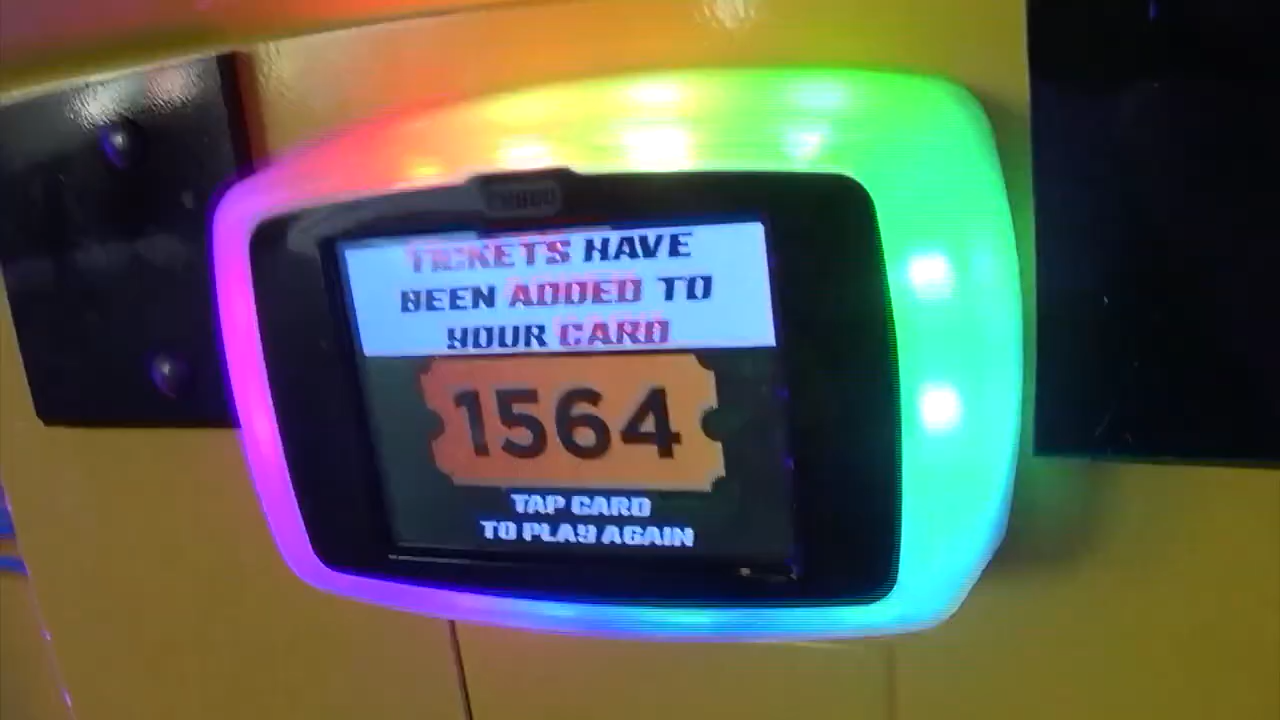 TICKETS HAVE
BEEN ADDED TO
YOUR CARD
1564
TAP CARD
TO PLAY AGAIN